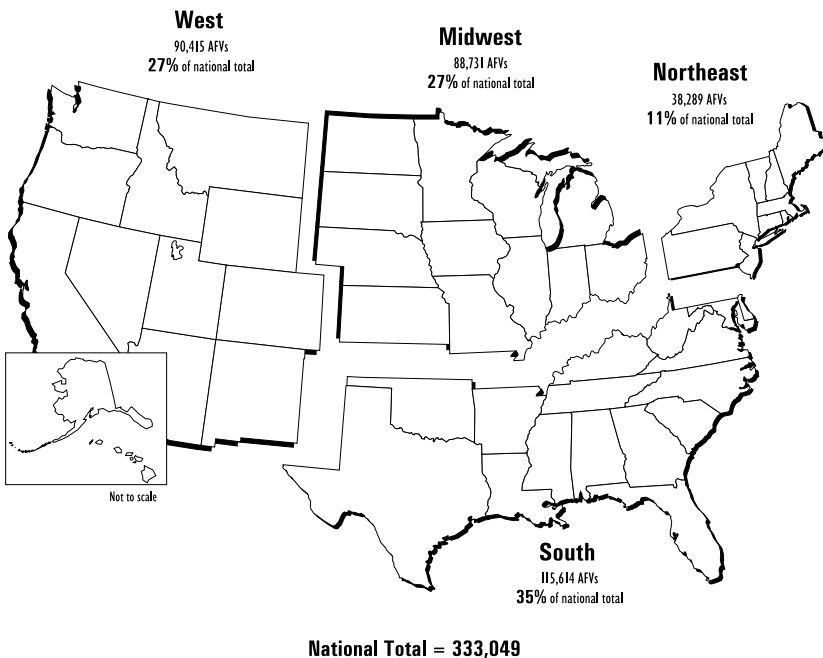 West
90,415 AFVs
27% of national total
Midwest
88,731 AFVs
27% of national total
Northeast
38,289 AFVs
11% of national total
Not to scale
South
115,614 AFVs
35% of national total
National Total = 333,049